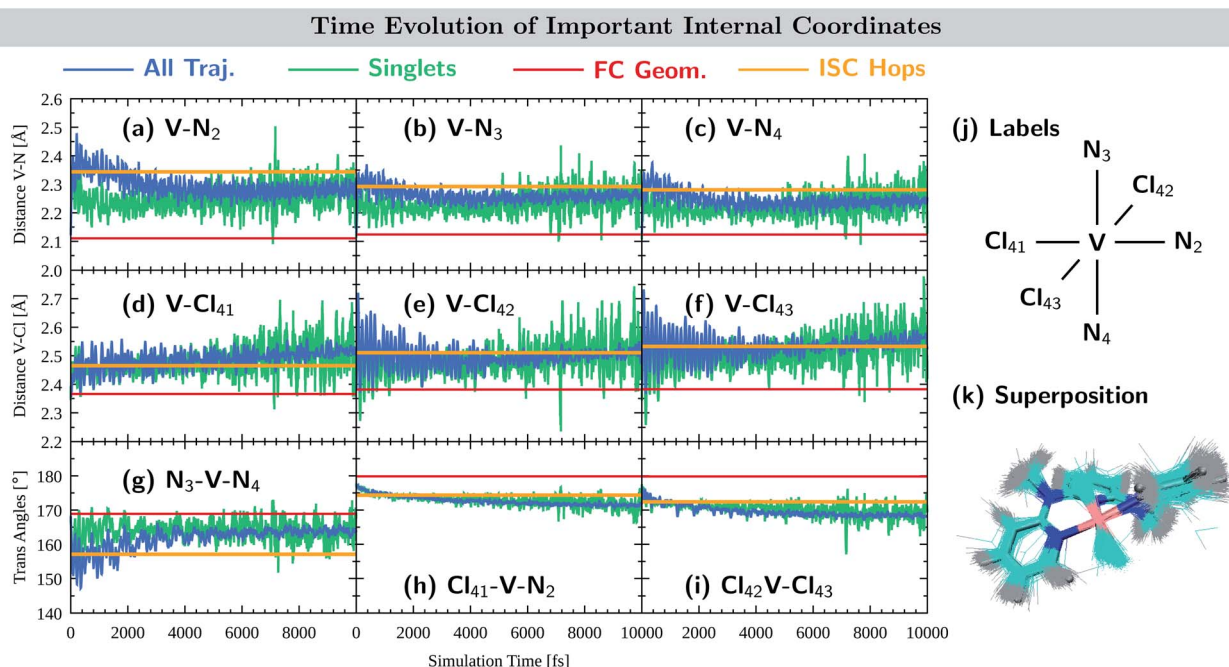 Time Evolution of Important Internal Coordinates
All Traj. Singlets FC Geom. ISC Hops
Distance V-N [Å]
2.6
2.5
2.4
2.3
2.2
2.1
2.0
(a) V-N₂
(b) V-N₃
(c) V-N₄
Distance V-Cl [Å]
2.7
2.6
2.5
2.4
2.3
2.2
(d) V-Cl₄₁
(e) V-Cl₄₂
(f) V-Cl₄₃
Trans Angles [°]
180
170
160
150
140
(g) N₃-V-N₄
(h) Cl₄₁-V-N₂
(i) Cl₄₂V-Cl₄₃
0 2000 4000 6000 8000 0 2000 4000 6000 8000 10000 2000 4000 6000 8000 10000
Simulation Time [fs]
(j) Labels
N₃
Cl₄₂
Cl₄₁ V N₂
Cl₄₃
N₄
(k) Superposition